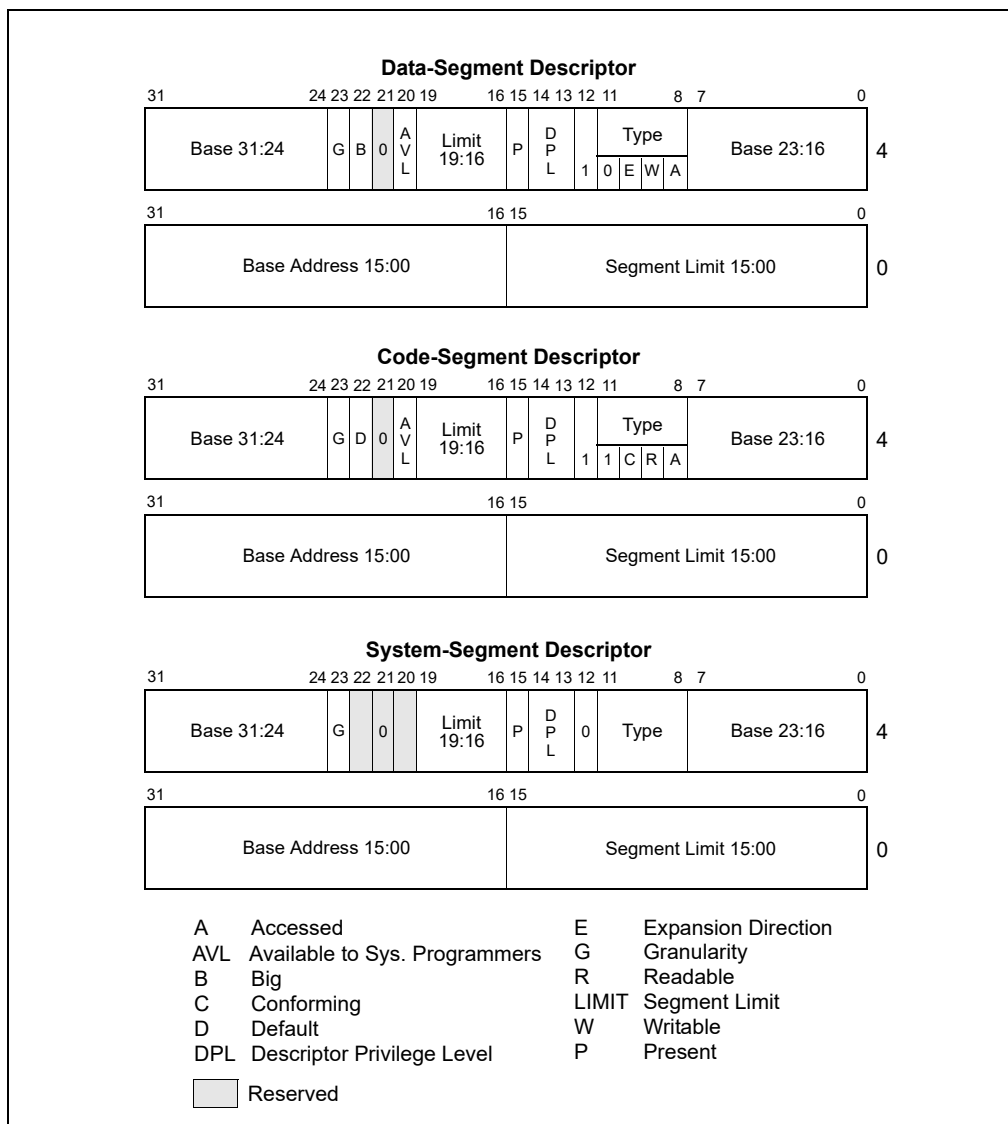 Data-Segment Descriptor
31 24 23 22 21 20 19 16 15 14 13 12 11 8 7 0
Base 31:24 G B 0 AVL Limit 19:16 P DPL 1 Type 0 E W A Base 23:16 4
31 16 15 0
Base Address 15:00 Segment Limit 15:00 0
Code-Segment Descriptor
31 24 23 22 21 20 19 16 15 14 13 12 11 8 7 0
Base 31:24 G D 0 AVL Limit 19:16 P DPL 1 Type 1 C R A Base 23:16 4
31 16 15 0
Base Address 15:00 Segment Limit 15:00 0
System-Segment Descriptor
31 24 23 22 21 20 19 16 15 14 13 12 11 8 7 0
Base 31:24 G 0 Limit 19:16 P DPL 0 Type Base 23:16 4
31 16 15 0
Base Address 15:00 Segment Limit 15:00 0
A Accessed
AVL Available to Sys. Programmers
B Big
C Conforming
D Default
DPL Descriptor Privilege Level
Reserved
E Expansion Direction
G Granularity
R Readable
LIMIT Segment Limit
W Writable
P Present